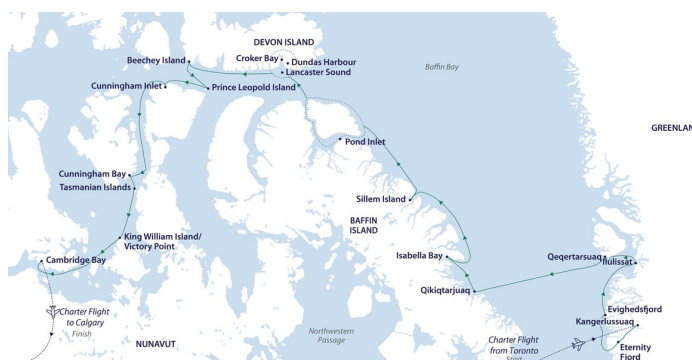 DEVON ISLAND
Croker Bay
Dundas Harbour
Lancaster Sound
Beechey Island
Baffin Bay
Cunningham Inlet
Prince Leopold Island
GREENLAN
Pond Inlet
Cunningham Bay
Tasmanian Islands
Sillem Island
BAFFIN
ISLAND
King William Island/
Victory Point
Isabella Bay
Qeqertarsuaq
Ilulissat
Cambridge Bay
Qikiqtarjuaq
Evighedsfjord
Kangerlussuaq
Charter Flight
to Calgary
Finish
NUNAVUT
Northwestern
Passage
Charter Flight
from Toronto
Start
Eternity
Fjord